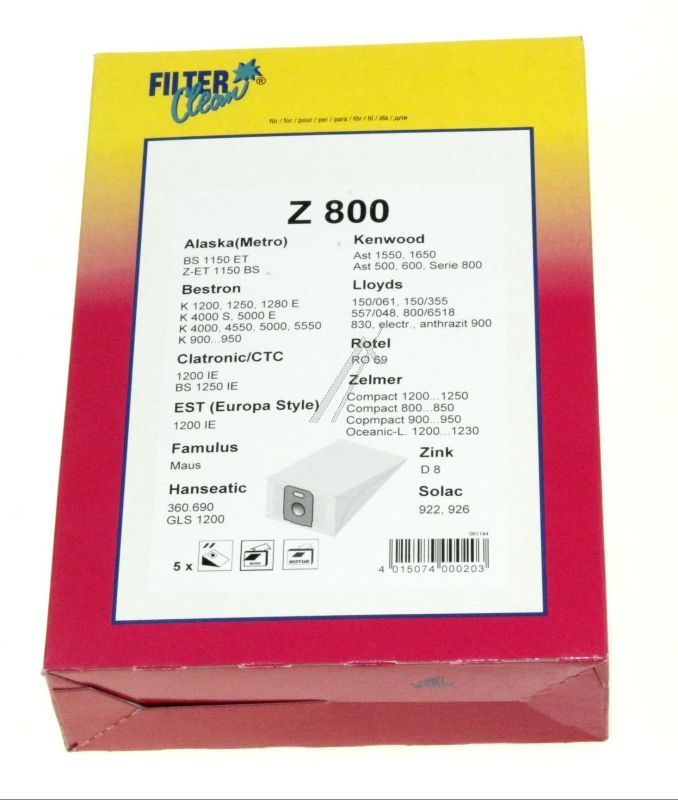 FILTER
Clean®
für / for / pour / per / para / för / til / dla / для
Z 800
Alaska(Metro)
BS 1150 ET
Z-ET 1150 BS
Bestron
K 1200, 1250, 1280 E
K 4000 S, 5000 E
K 4000, 4550, 5000, 5550
K 900...950
Clatronic/CTC
1200 IE
BS 1250 IE
EST (Europa Style)
1200 IE
Famulus
Maus
Hanseatic
360.690
GLS 1200
Kenwood
Ast 1550, 1650
Ast 500, 600, Serie 800
Lloyds
150/061, 150/355
557/048, 800/6518
830, electr., anthrazit 900
Rotel
RO 69
Zelmer
Compact 1200...1250
Compact 800...850
Copmpact 900...950
Oceanic-L. 1200...1230
Zink
D 8
Solac
922, 926
5 x
MOTOR
961144
4 015074 000203